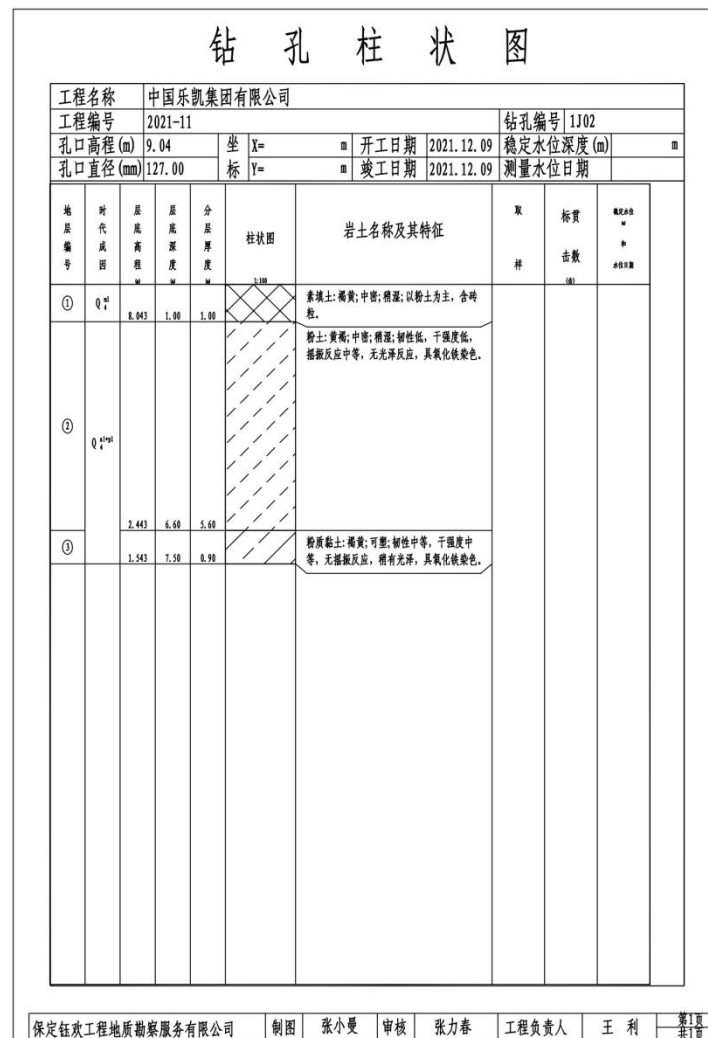 钻孔柱状图
工程名称 中国乐凯集团有限公司
工程编号 2021-11 钻孔编号 1J02
孔口高程(m) 9.04 坐 X= m 开工日期 2021.12.09 稳定水位深度(m) m
孔口直径(mm) 127.00 标 Y= m 竣工日期 2021.12.09 测量水位日期
地层编号 时代成因 层底高程 层底深度 分层厚度 柱状图 1:100 岩土名称及其特征 取样 标贯击数 稳定水位 和 水位日期
① Q4ml 8.043 1.00 1.00 素填土:褐黄;中密;稍湿;以粉土为主,含砖
粒。
② Q4al+pl 2.443 6.60 5.60 粉土:黄褐;中密;稍湿;韧性低,干强度低,
摇振反应中等,无光泽反应,具氧化铁染色。
③ 1.543 7.50 0.90 粉质黏土:褐黄;可塑;韧性中等,干强度中
等,无摇振反应,稍有光泽,具氧化铁染色。
保定钰欢工程地质勘察服务有限公司 制图 张小曼 审核 张力春 工程负责人 王利 第1页
共1页